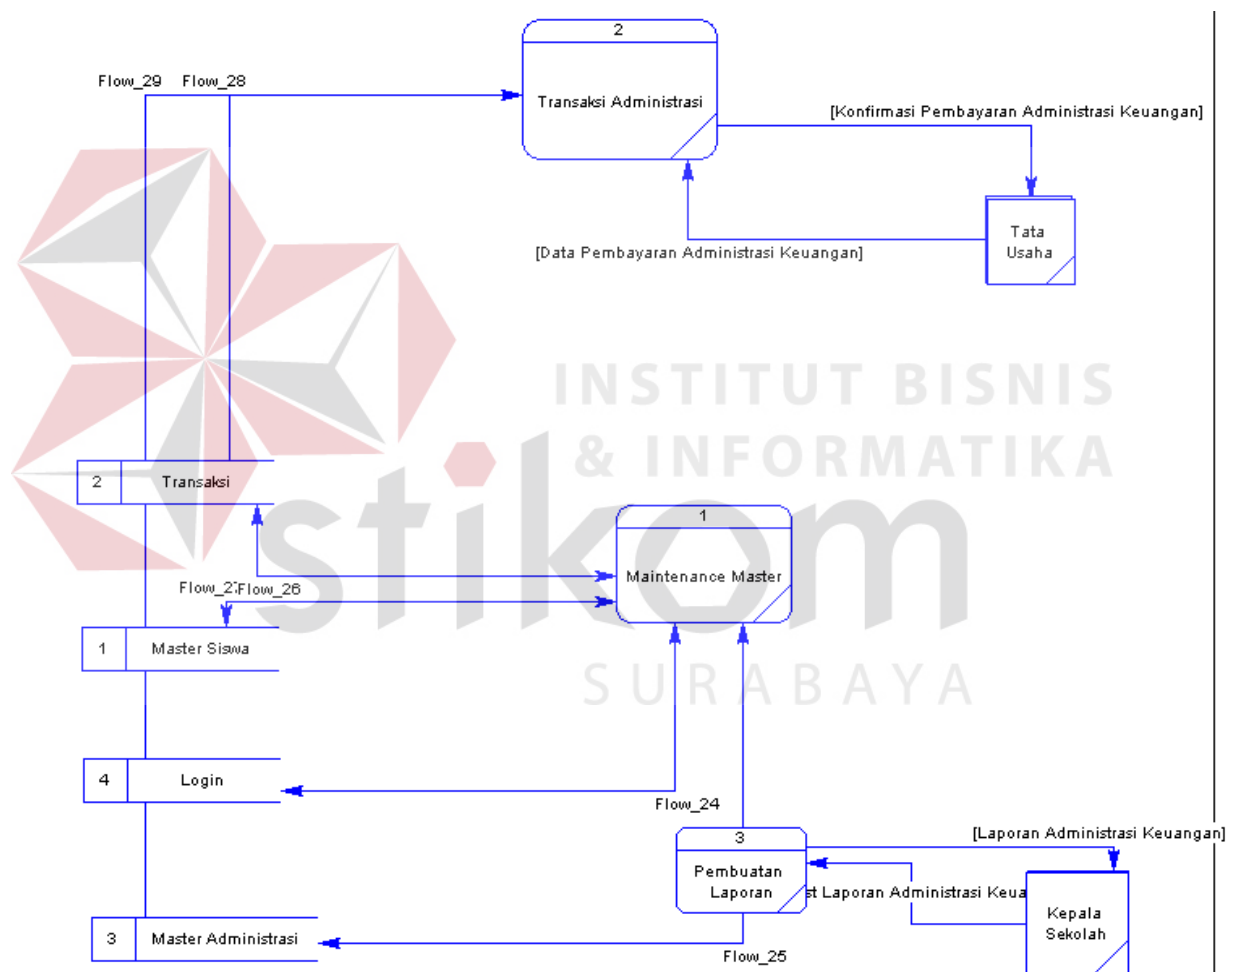 2
Flow_29 Flow_28
Transaksi Administrasi
[Konfirmasi Pembayaran Administrasi Keuangan]
Tata
Usaha
[Data Pembayaran Administrasi Keuangan]
INSTITUT BISNIS
& INFORMATIKA
stikom
SURABAYA
2 Transaksi
1
Maintenance Master
Flow_26
1 Master Siswa
4 Login
Flow_24
3
[Laporan Administrasi Keuangan]
Pembuatan
Laporan
Laporan Administrasi
Kepala
Sekolah
3 Master Administrasi
Flow_25